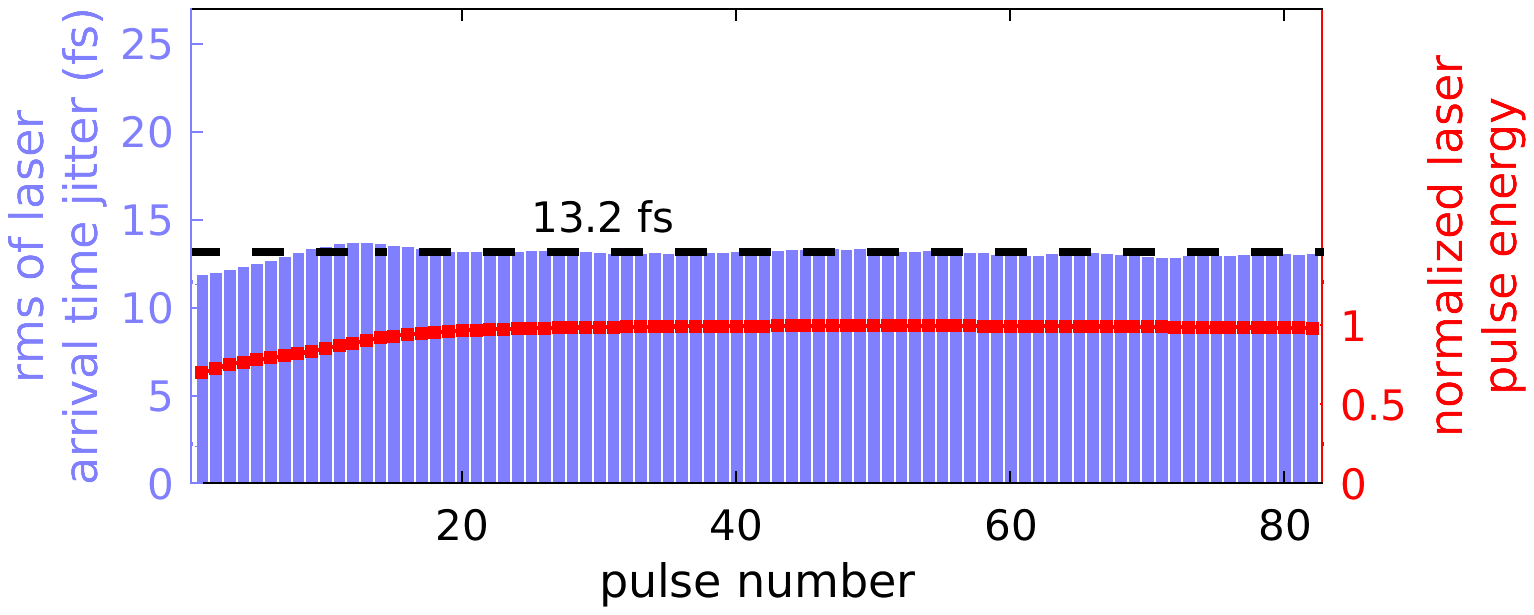 rms of laser
arrival time jitter (fs)
25
20
15
10
5
0
13.2 fs
1
0.5
0
normalized laser
pulse energy
20
40
60
80
pulse number